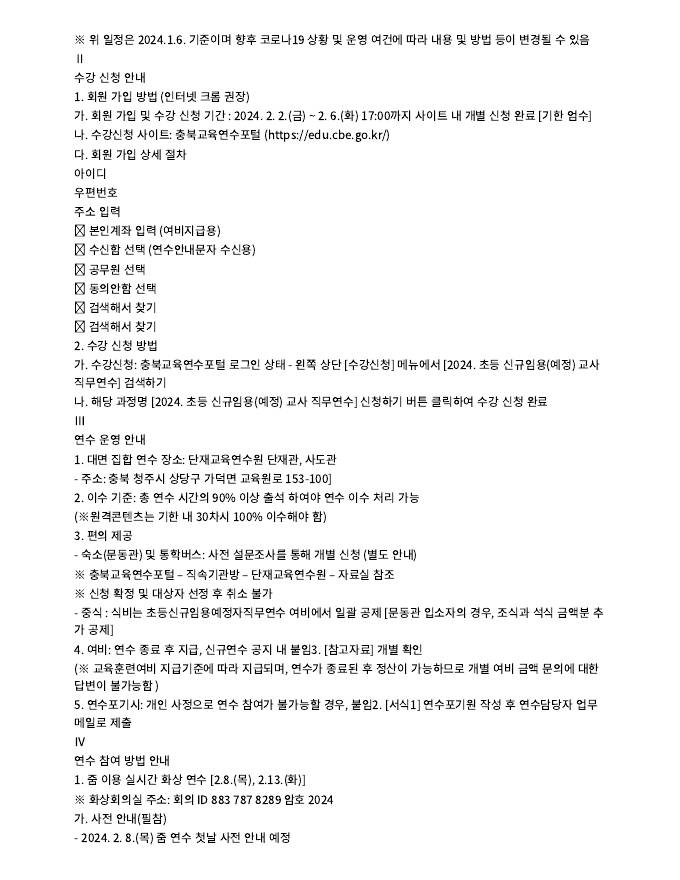 ※ 위 일정은 2024.1.6. 기준이며 향후 코로나19 상황 및 운영 여건에 따라 내용 및 방법 등이 변경될 수 있음
Ⅱ
수강 신청 안내
1. 회원 가입 방법 (인터넷 크롬 권장)
가. 회원 가입 및 수강 신청 기간 : 2024. 2. 2.(금) ~ 2. 6.(화) 17:00까지 사이트 내 개별 신청 완료 [기한 엄수]
나. 수강신청 사이트: 충북교육연수포털 (https://edu.cbe.go.kr/)
다. 회원 가입 상세 절차
아이디
우편번호
주소 입력
☒ 본인계좌 입력 (여비지급용)
☒ 수신함 선택 (연수안내문자 수신용)
☒ 공무원 선택
☒ 동의안함 선택
☒ 검색해서 찾기
☒ 검색해서 찾기
2. 수강 신청 방법
가. 수강신청: 충북교육연수포털 로그인 상태 - 왼쪽 상단 [수강신청] 메뉴에서 [2024. 초등 신규임용(예정) 교사
직무연수] 검색하기
나. 해당 과정명 [2024. 초등 신규임용(예정) 교사 직무연수] 신청하기 버튼 클릭하여 수강 신청 완료
Ⅲ
연수 운영 안내
1. 대면 집합 연수 장소: 단재교육연수원 단재관, 사도관
- 주소: 충북 청주시 상당구 가덕면 교육원로 153-100]
2. 이수 기준: 총 연수 시간의 90% 이상 출석 하여야 연수 이수 처리 가능
(※원격콘텐츠는 기한 내 30차시 100% 이수해야 함)
3. 편의 제공
- 숙소(문동관) 및 통학버스: 사전 설문조사를 통해 개별 신청 (별도 안내)
※ 충북교육연수포털 – 직속기관방 – 단재교육연수원 – 자료실 참조
※ 신청 확정 및 대상자 선정 후 취소 불가
- 중식 : 식비는 초등신규임용예정자직무연수 여비에서 일괄 공제 [문동관 입소자의 경우, 조식과 석식 금액분 추
가 공제]
4. 여비: 연수 종료 후 지급, 신규연수 공지 내 붙임3. [참고자료] 개별 확인
(※ 교육훈련여비 지급기준에 따라 지급되며, 연수가 종료된 후 정산이 가능하므로 개별 여비 금액 문의에 대한
답변이 불가능함 )
5. 연수포기시: 개인 사정으로 연수 참여가 불가능할 경우, 붙임2. [서식1] 연수포기원 작성 후 연수담당자 업무
메일로 제출
Ⅳ
연수 참여 방법 안내
1. 줌 이용 실시간 화상 연수 [2.8.(목), 2.13.(화)]
※ 화상회의실 주소: 회의 ID 883 787 8289 암호 2024
가. 사전 안내(필참)
- 2024. 2. 8.(목) 줌 연수 첫날 사전 안내 예정